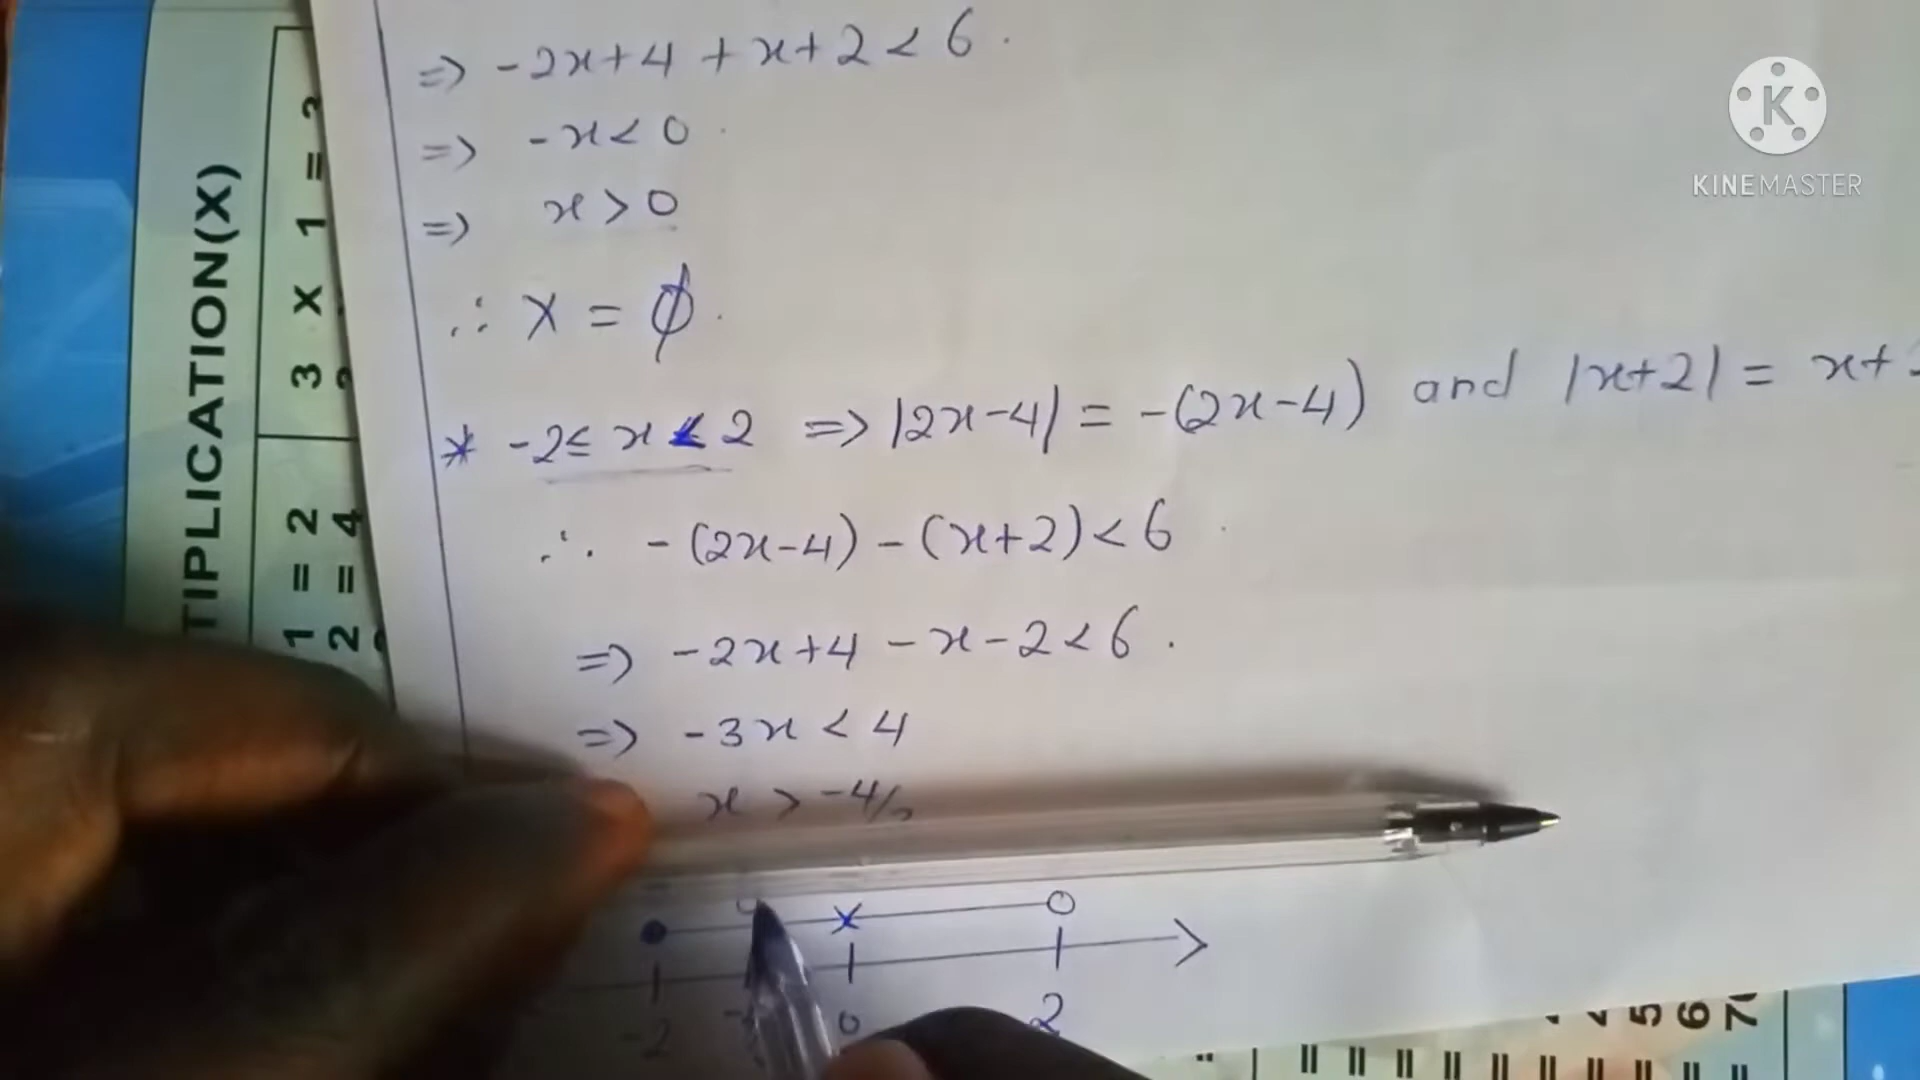 => -2x+4 + x+2 < 6.
=> -x < 0.
=> x > 0
∴ X = ∅.
* -2 ≤ x < 2 => |2x-4| = -(2x-4) and |x+2| = x+
∴ -(2x-4) - (x+2) < 6.
=> -2x+4 - x - 2 < 6.
=> -3x < 4
x > -4/
-2 0 2
KINEMASTER
TIPLICATION(X)
3 X 1 = 3
1 = 2
2 = 4